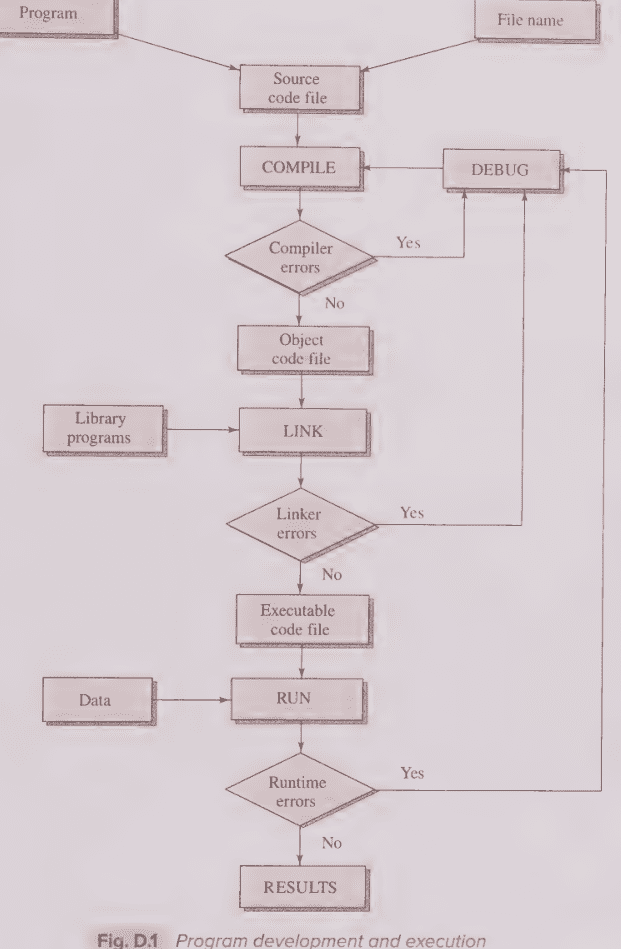 Program
File name
Source
code file
COMPILE
DEBUG
Compiler
errors
Yes
No
Object
code file
Library
programs
LINK
Linker
errors
Yes
No
Executable
code file
Data
RUN
Runtime
errors
Yes
No
RESULTS
Fig. D.1 Program development and execution